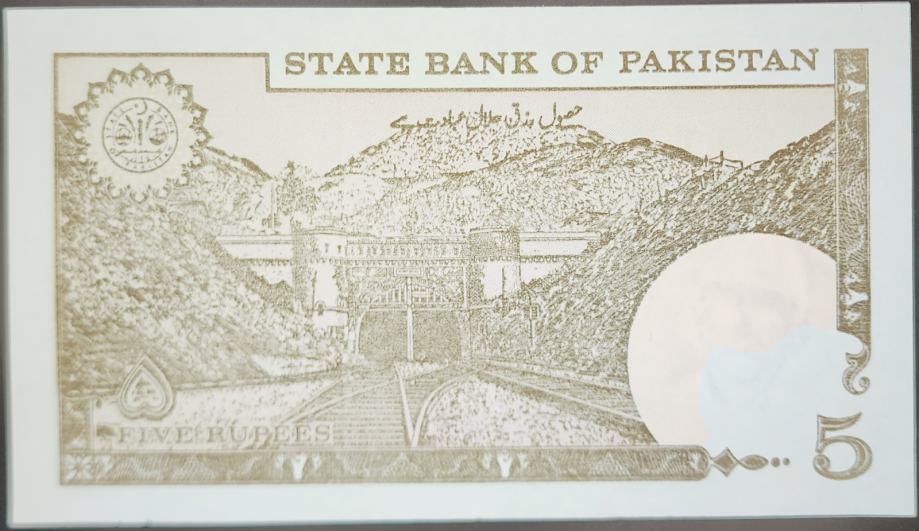 STATE BANK OF PAKISTAN
حصول رزق حلال عبادت ہے
FIVE RUPEES
5